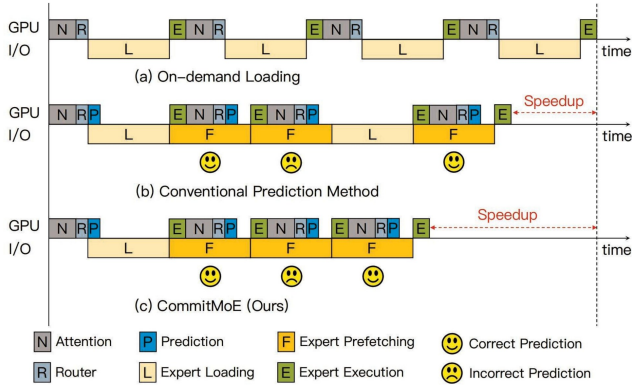 GPU N R E N R E N R E N R E
I/O L L L L time
(a) On-demand Loading
GPU N R P E N R P E N R P E N R P E Speedup
I/O L F F L F time
(b) Conventional Prediction Method
GPU N R P E N R P E N R P E N R P E Speedup
I/O L F F F time
(c) CommitMoE (Ours)
N Attention P Prediction F Expert Prefetching Correct Prediction
R Router L Expert Loading E Expert Execution Incorrect Prediction